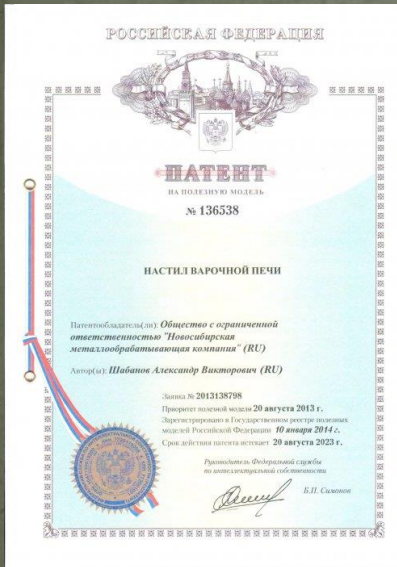 РОССИЙСКАЯ ФЕДЕРАЦИЯ
ПАТЕНТ
НА ПОЛЕЗНУЮ МОДЕЛЬ
№ 136538
НАСТИЛ ВАРОЧНОЙ ПЕЧИ
Патентообладатель(ли): Общество с ограниченной
ответственностью "Новосибирская
металлообрабатывающая компания" (RU)
Автор(ы): Шабанов Александр Викторович (RU)
Заявка № 2013138798
Приоритет полезной модели 20 августа 2013 г.
Зарегистрировано в Государственном реестре полезных
моделей Российской Федерации 10 января 2014 г.
Срок действия патента истекает 20 августа 2023 г.
Руководитель Федеральной службы
по интеллектуальной собственности
Б.П. Симонов